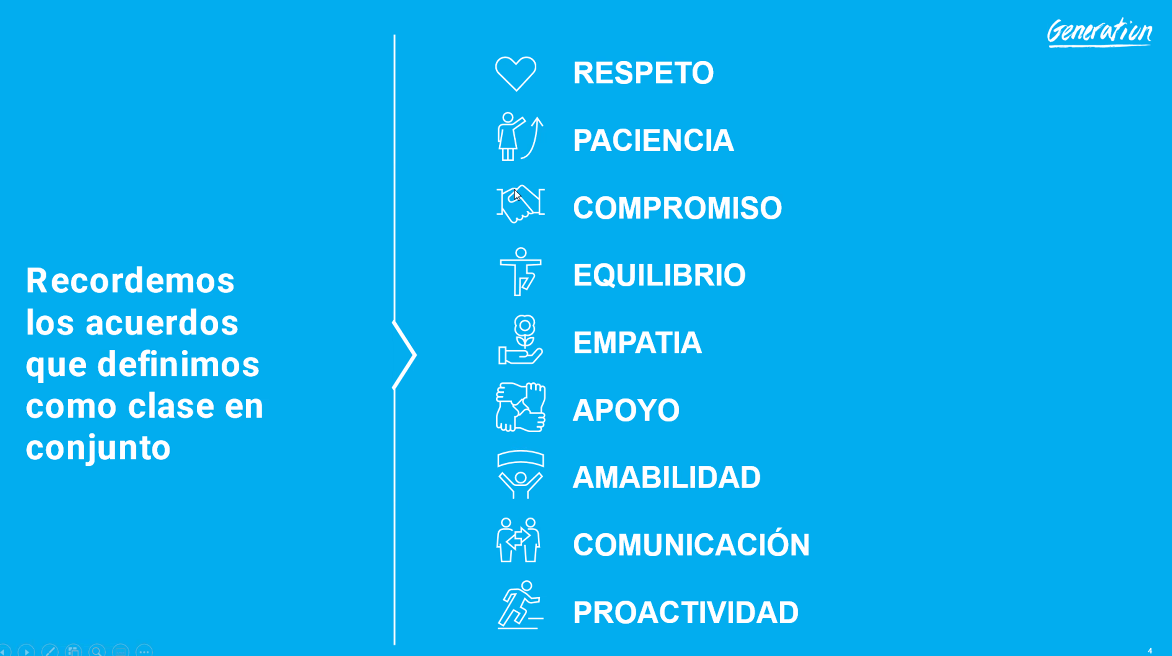 Generation
RESPETO
PACIENCIA
COMPROMISO
EQUILIBRIO
EMPATIA
APOYO
AMABILIDAD
COMUNICACIÓN
PROACTIVIDAD
Recordemos
los acuerdos
que definimos
como clase en
conjunto
4